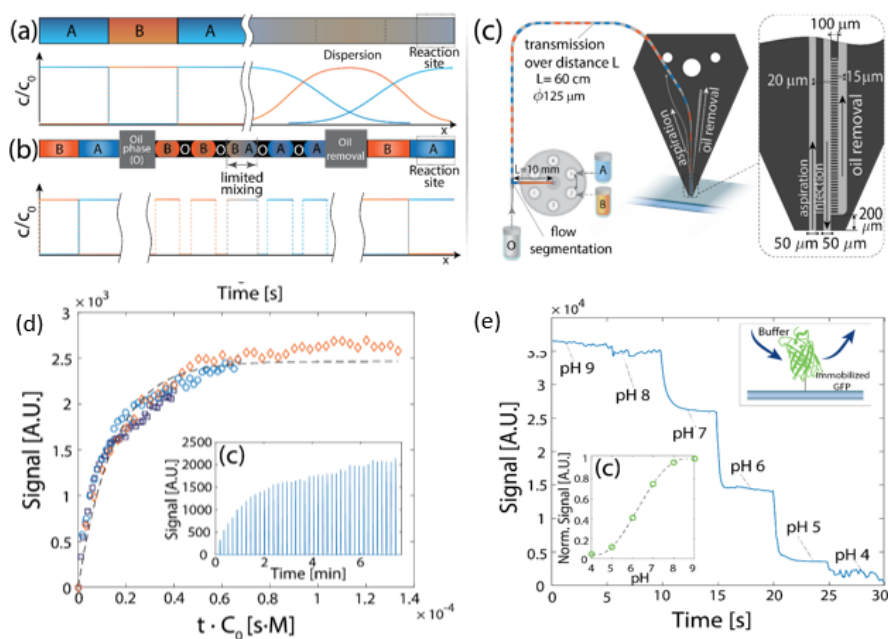 (a)
A B A
Dispersion
Reaction
site
c/c₀
x
(b)
B A
Oil
phase
(O)
B O B O B A O A O A
Oil
removal
B A
limited
mixing
Reaction
site
c/c₀
x
(c)
transmission
over distance L
L= 60 cm
ϕ125 μm
aspiration
oil removal
L=10 mm
A
B
O
flow
segmentation
100
μm
20 μm
15μm
aspiration
injection
oil removal
200
μm
50 μm 50 μm
Time [s]
(d)
× 10³
3
2.5
2
1.5
1
0.5
0
Signal [A.U.]
0 0.2 0.4 0.6 0.8 1 1.2 1.4
× 10⁻⁴
t · C₀ [s·M]
(c)
2500
2000
1500
1000
500
0
Signal [A.U.]
0 2 4 6
Time [min]
(e)
4 × 10⁴
3
2.5
2
1.5
1
0.5
0
Signal [A.U.]
pH 9
pH 8
pH 7
pH 6
pH 5
pH 4
Buffer
Immobilized
GFP
(c)
1
0.8
0.6
0.4
0.2
0
Norm. Signal [A.U.]
4 5 6 7 8 9
pH
0 5 10 15 20 25 30
Time [s]